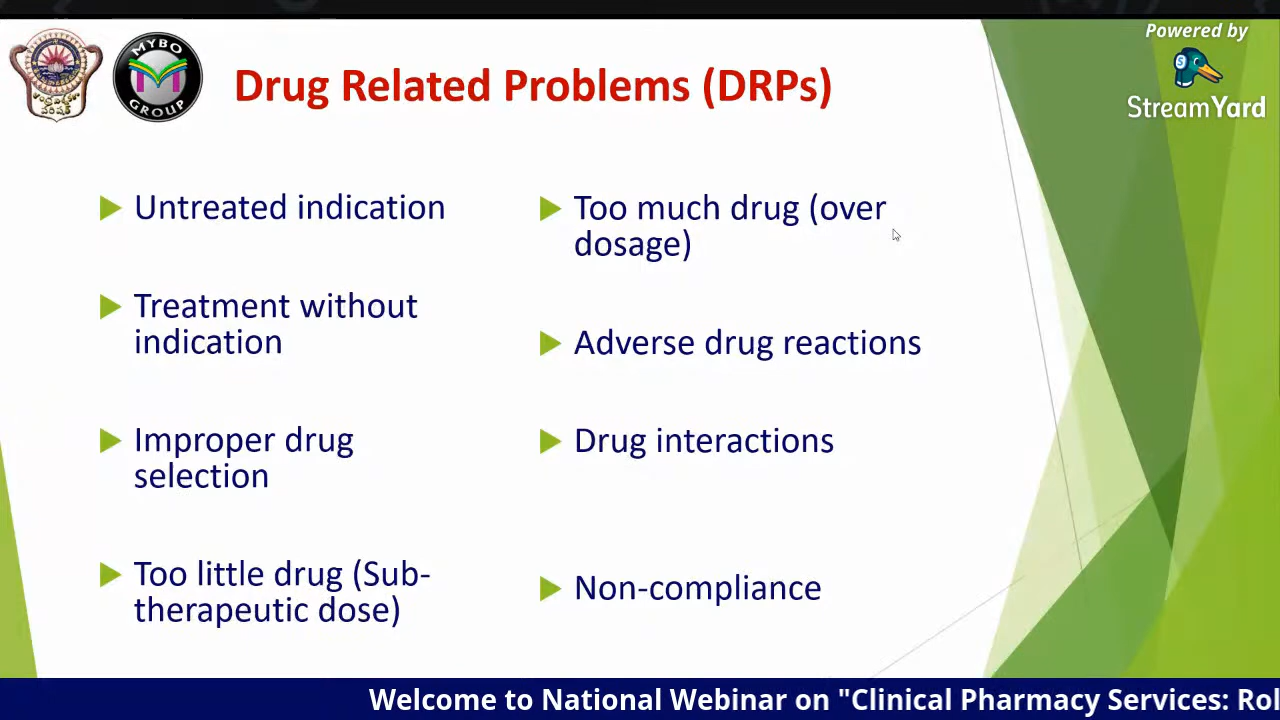 MYBO
GROUP
Drug Related Problems (DRPs)
Powered by
StreamYard
Untreated indication
Treatment without
indication
Improper drug
selection
Too little drug (Sub-
therapeutic dose)
Too much drug (over
dosage)
Adverse drug reactions
Drug interactions
Non-compliance
Welcome to National Webinar on "Clinical Pharmacy Services: Rol